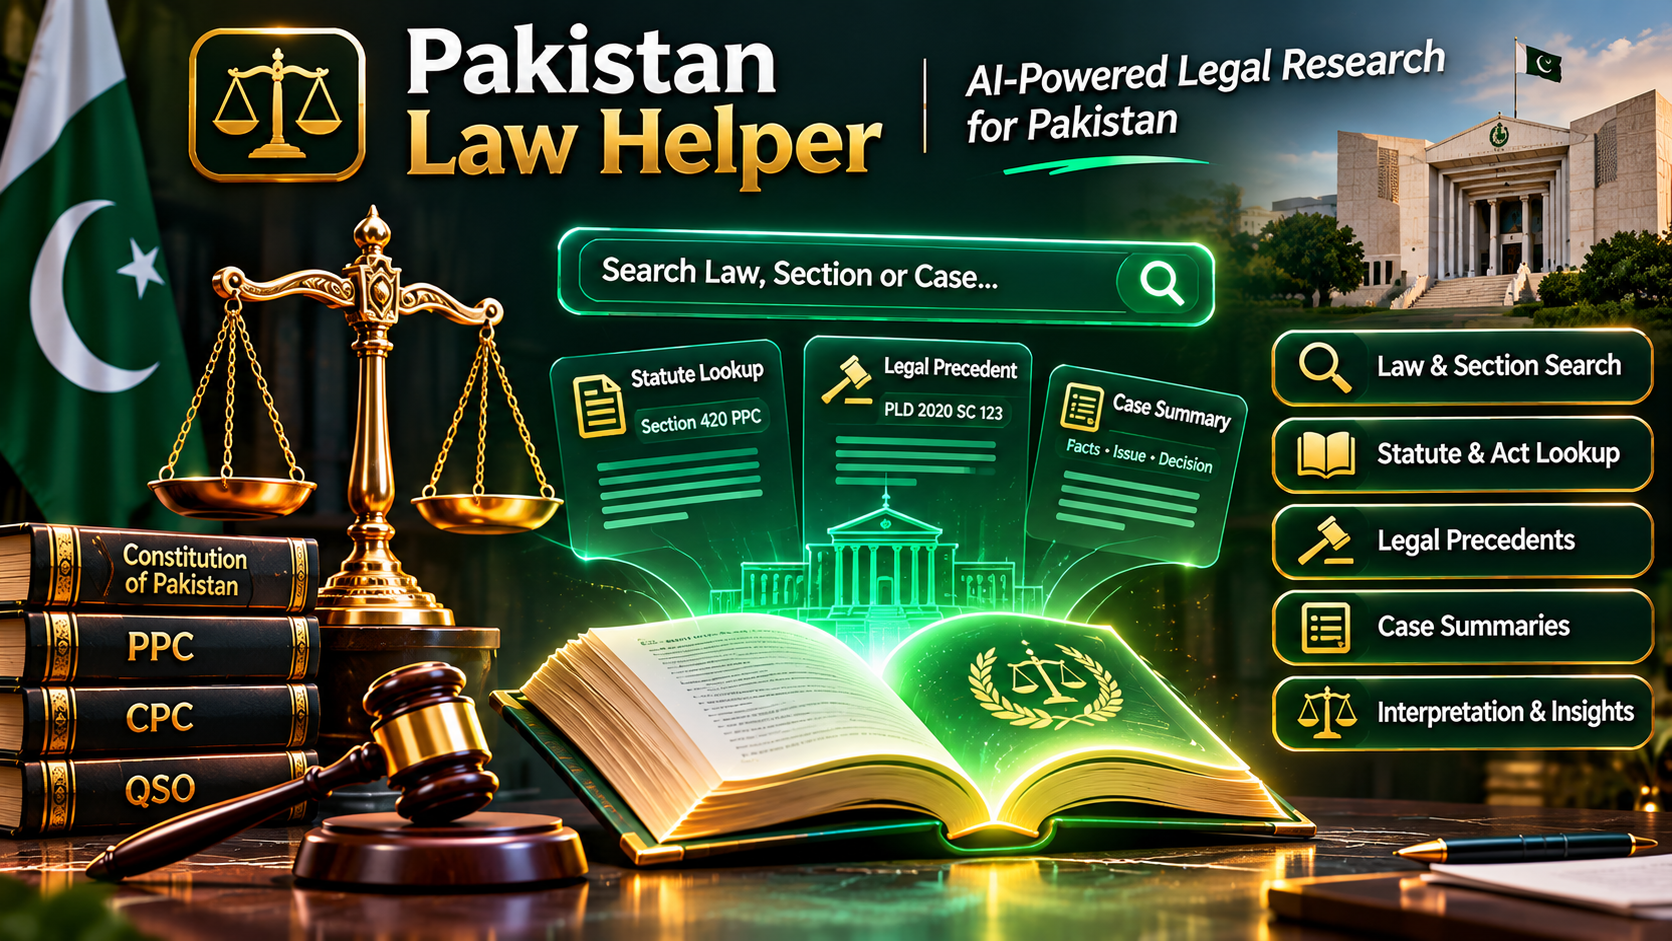 Pakistan
Law Helper
AI-Powered Legal Research
for Pakistan
Search Law, Section or Case...
Statute Lookup
Section 420 PPC
Legal Precedent
PLD 2020 SC 123
Case Summary
Facts • Issue • Decision
Law & Section Search
Statute & Act Lookup
Legal Precedents
Case Summaries
Interpretation & Insights
Constitution
of Pakistan
PPC
CPC
QSO